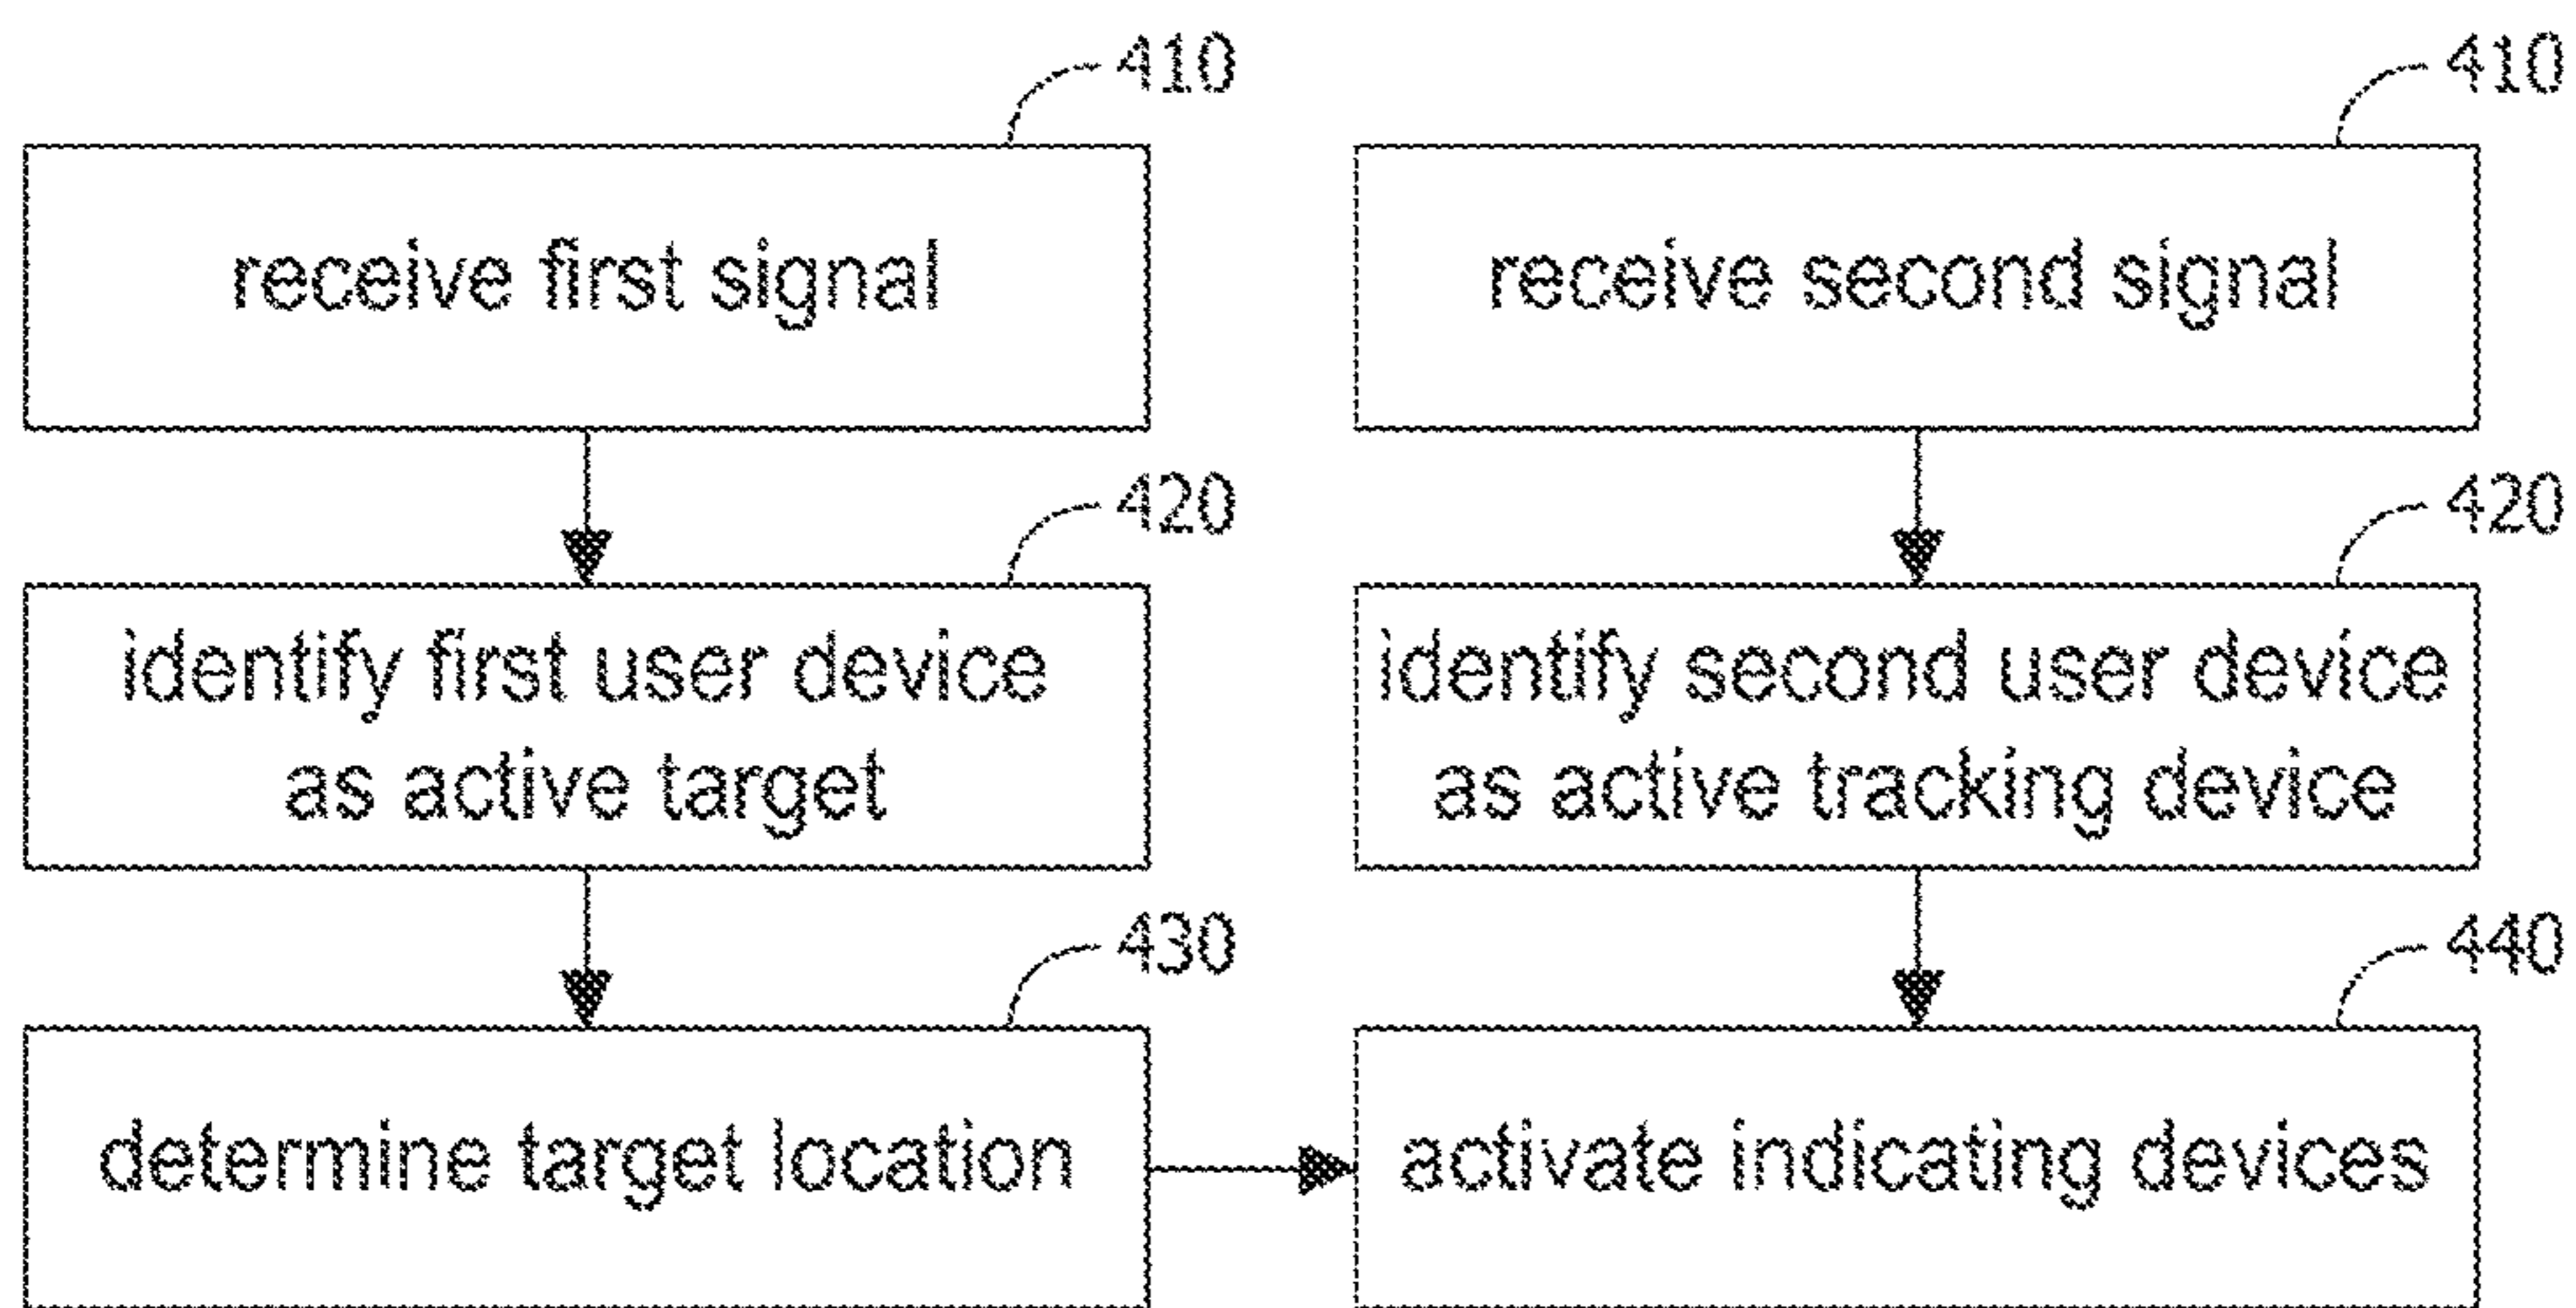 410
receive first signal
410
receive second signal
420
identify first user device
as active target
420
identify second user device
as active tracking device
430
determine target location
440
activate indicating devices